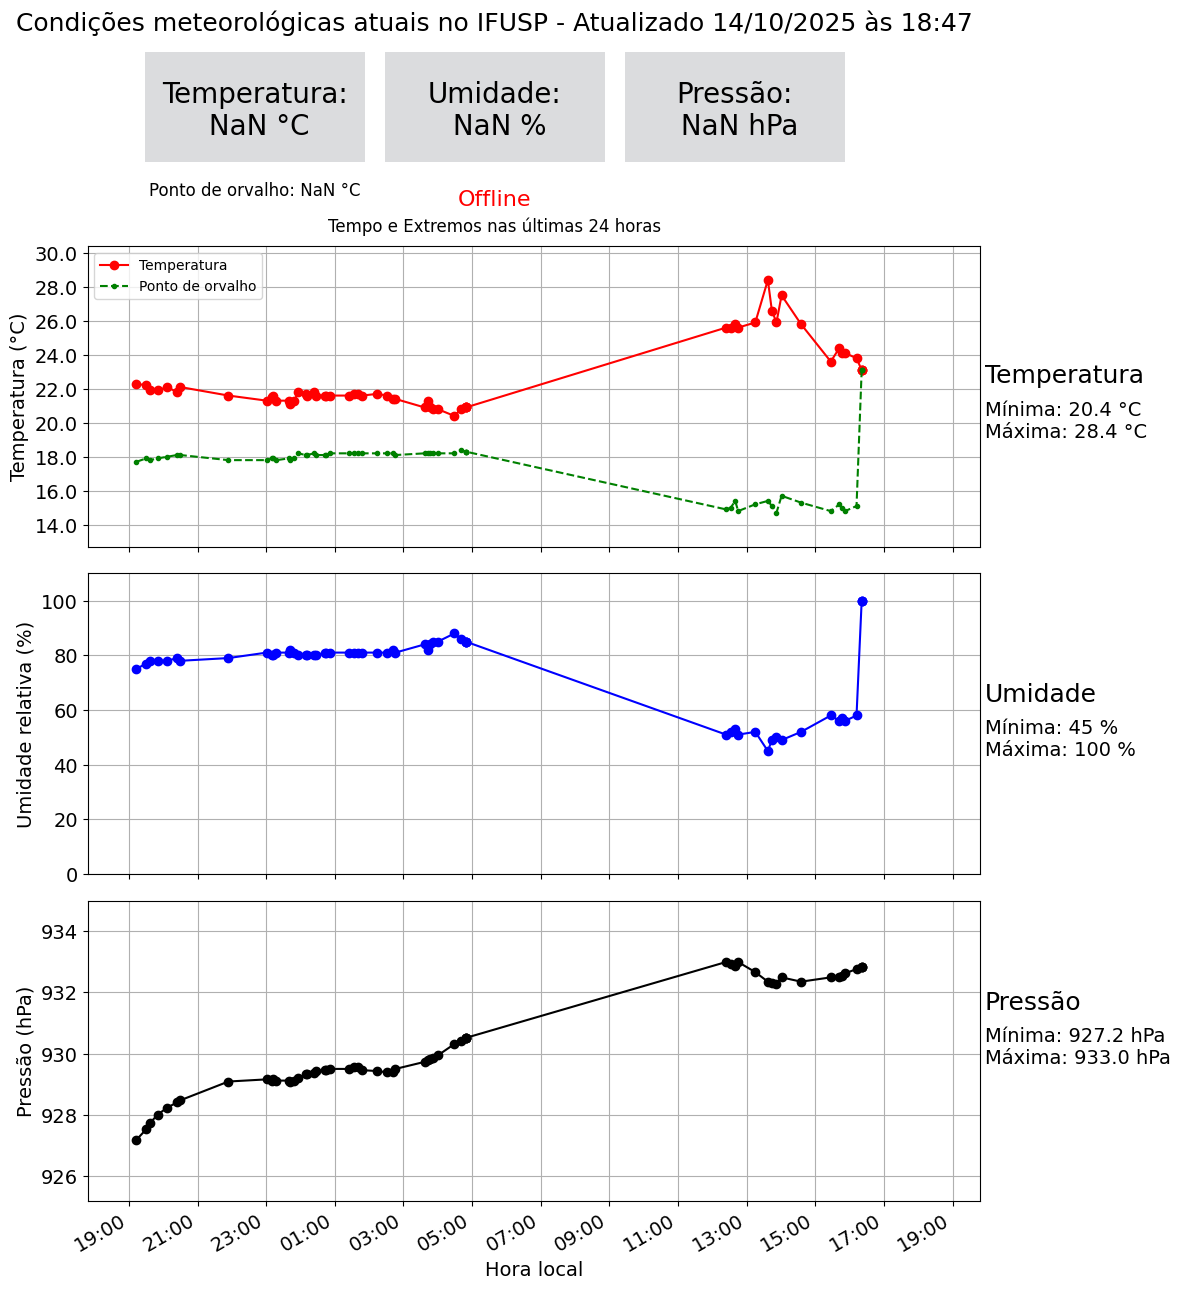 Condições meteorológicas atuais no IFUSP - Atualizado 14/10/2025 às 18:47
Temperatura:
NaN °C
Umidade:
NaN %
Pressão:
NaN hPa
Ponto de orvalho: NaN °C
Offline
Tempo e Extremos nas últimas 24 horas
Temperatura (°C)
30.0
28.0
26.0
24.0
22.0
20.0
18.0
16.0
14.0
Temperatura
Ponto de orvalho
Temperatura
Mínima: 20.4 °C
Máxima: 28.4 °C
Umidade relativa (%)
100
80
60
40
20
0
Umidade
Mínima: 45 %
Máxima: 100 %
Pressão (hPa)
934
932
930
928
926
Pressão
Mínima: 927.2 hPa
Máxima: 933.0 hPa
19:00
21:00
23:00
01:00
03:00
05:00
07:00
09:00
11:00
13:00
15:00
17:00
19:00
Hora local